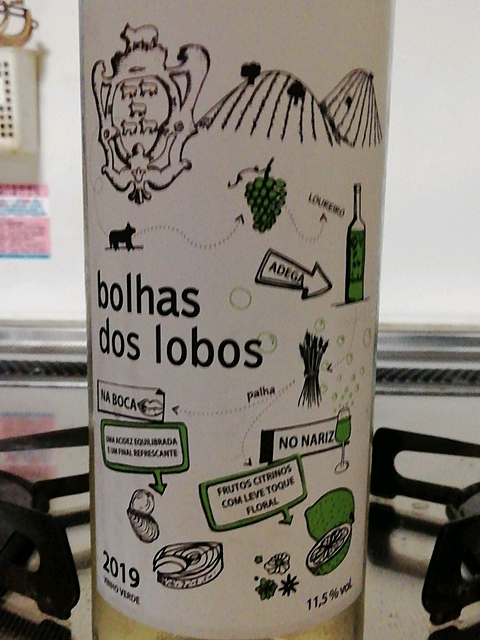 LOUREIRO
ADEGA
bolhas
dos lobos
palha
NA BOCA
NO NARIZ
UMA ACIDEZ EQUILIBRADA
E UM FINAL REFRESCANTE
FRUTOS CITRINOS
COM LEVE TOQUE
FLORAL
2019
VINHO VERDE
11,5 % vol.